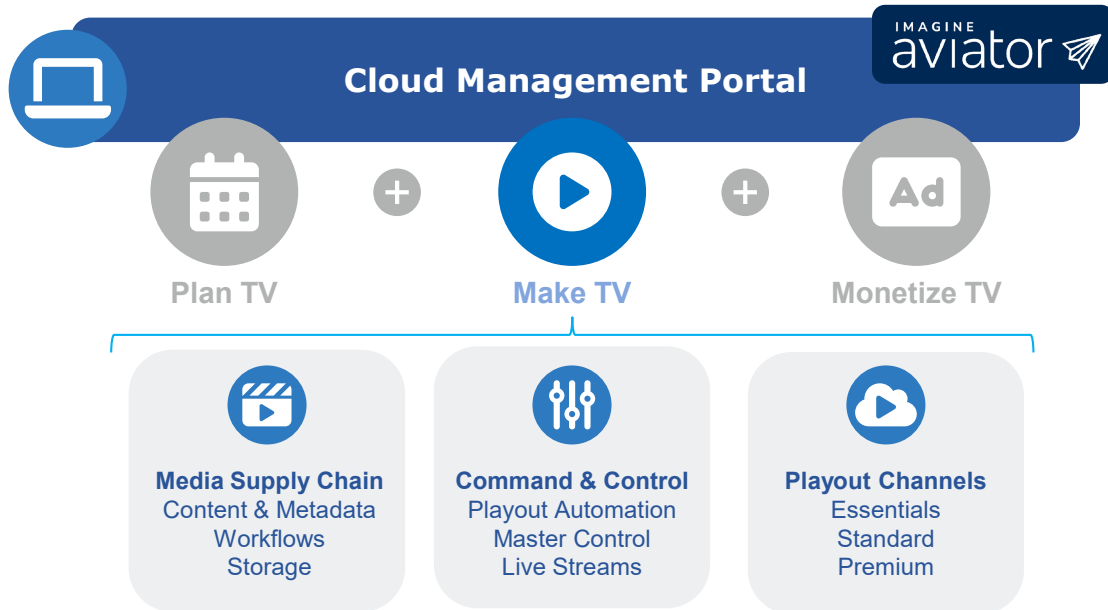 IMAGINE
aviator
Cloud Management Portal
Ad
Plan TV
Make TV
Monetize TV
Media Supply Chain
Content & Metadata
Workflows
Storage
Command & Control
Playout Automation
Master Control
Live Streams
Playout Channels
Essentials
Standard
Premium